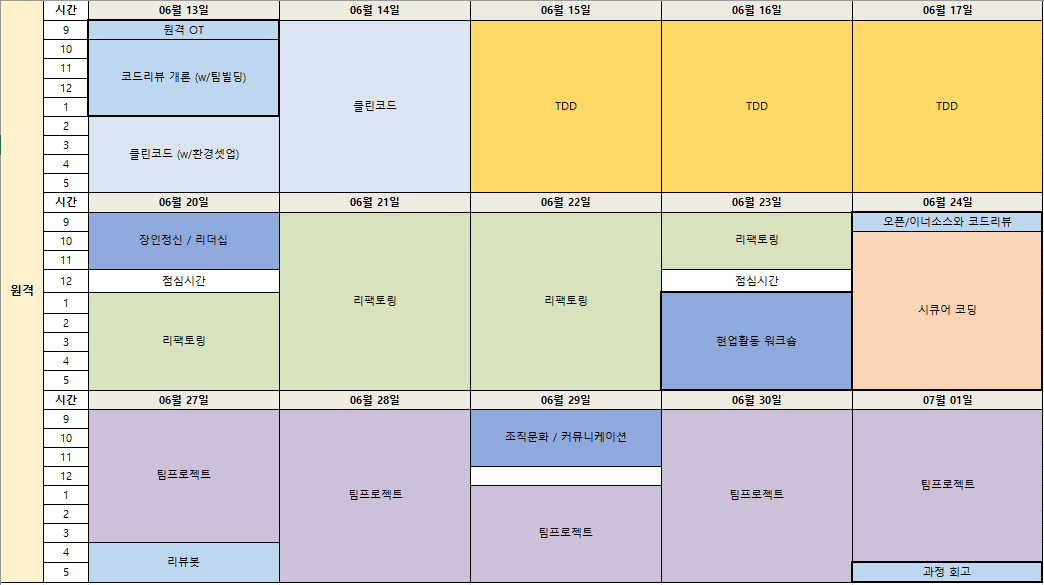 원격
시간 06월 13일 06월 14일 06월 15일 06월 16일 06월 17일
9 원격 OT
10
11 코드리뷰 개론 (w/팀빌딩)
12
1 클린코드 TDD TDD TDD
2
3 클린코드 (w/환경셋업)
4
5
시간 06월 20일 06월 21일 06월 22일 06월 23일 06월 24일
9 오픈/이너소스와 코드리뷰
10 장인정신 / 리더십 리팩토링
11
12 점심시간 점심시간
1 리팩토링 리팩토링 시큐어 코딩
2
3 리팩토링 현업활동 워크숍
4
5
시간 06월 27일 06월 28일 06월 29일 06월 30일 07월 01일
9
10 조직문화 / 커뮤니케이션
11
12 팀프로젝트 팀프로젝트
1 팀프로젝트 팀프로젝트
2
3 팀프로젝트
4 리뷰봇
5 과정 회고